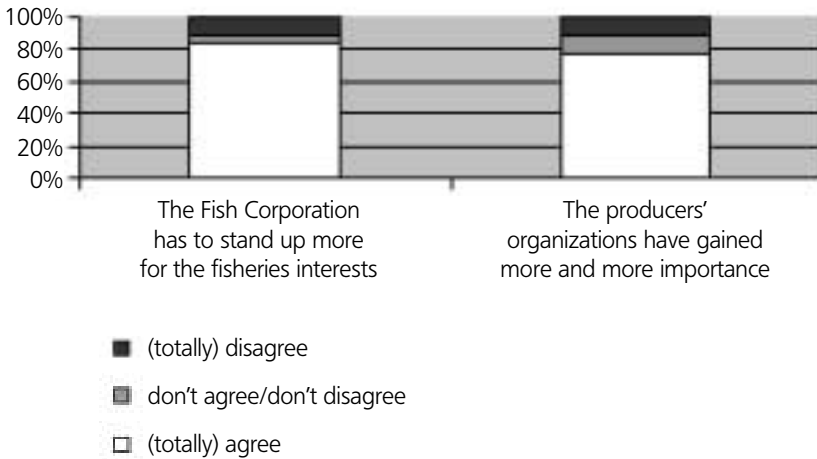 100%
80%
60%
40%
20%
0%
The Fish Corporation
has to stand up more
for the fisheries interests
The producers’
organizations have gained
more and more importance
(totally) disagree
don’t agree/don’t disagree
(totally) agree